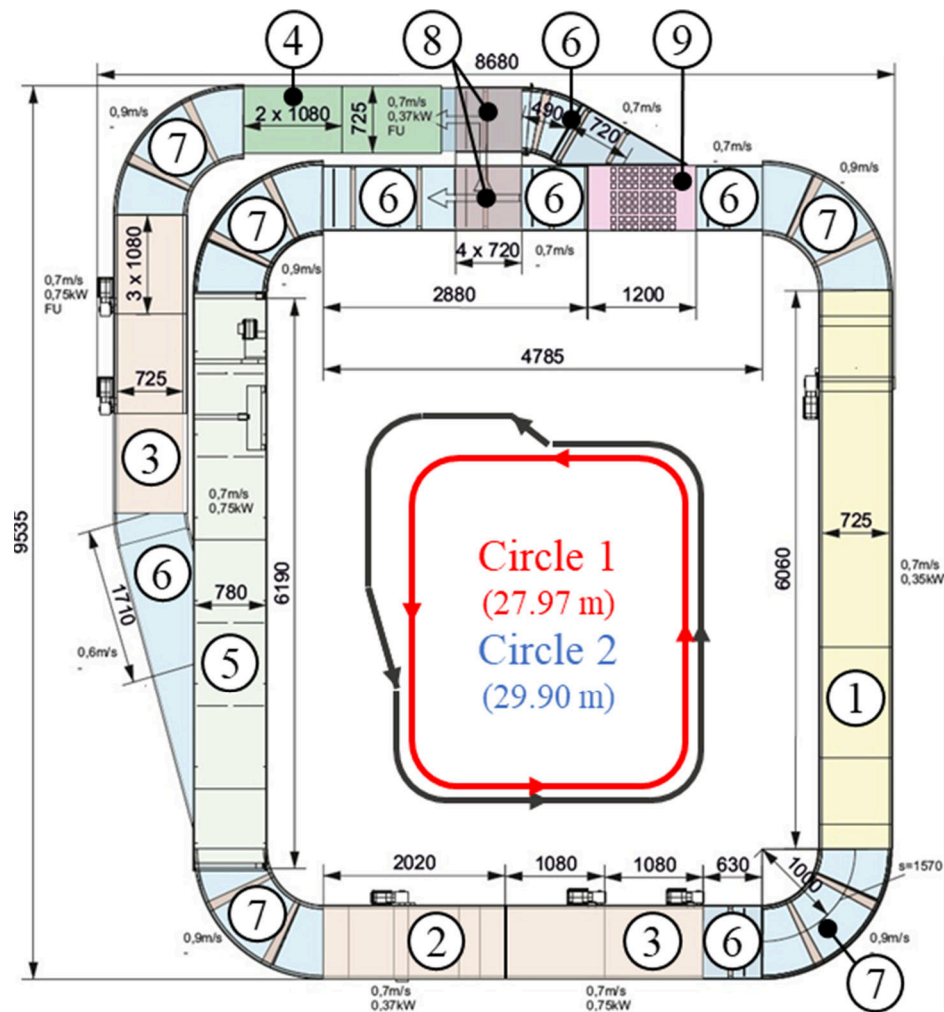 4
8
6
9
8680
0,9m/s
-
2 x 1080
725
0,7m/s
0,37kW
FU
490
720
0,7m/s
-
0,7m/s
-
7
6
6
6
0,9m/s
-
7
7
3 x 1080
0,7m/s
0,75kW
FU
0,9m/s
-
4 x 720
0,7m/s
-
2880
1200
4785
725
3
0,7m/s
0,75kW
9535
6
1710
0,6m/s
-
780
5
6190
Circle 1
(27.97 m)
Circle 2
(29.90 m)
6060
725
0,7m/s
0,35kW
1
2020
1080
1080
630
1000
s=1570
7
0,9m/s
-
2
3
6
0,9m/s
-
7
0,7m/s
0,37kW
0,7m/s
0,75kW